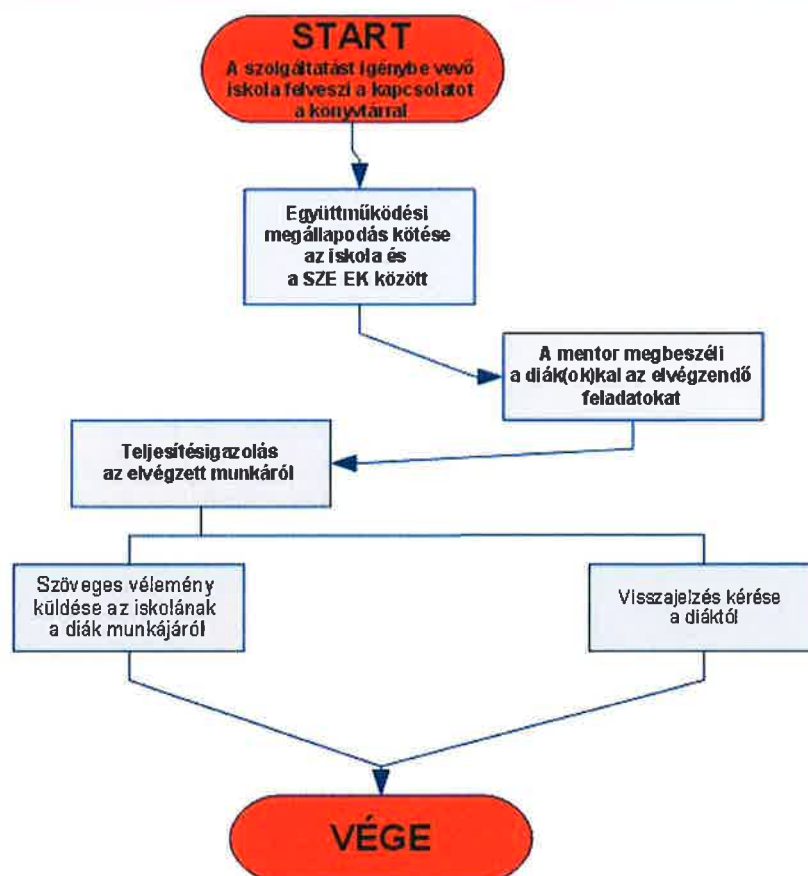 START
A szolgáltatást igénybe vevő
iskola felveszi a kapcsolatot
a könyvtárral
Együttműködési
megállapodás kötése
az iskola és
a SZE EK között
A mentor megbeszéli
a diák(ok)kal az elvégzendő
feladatokat
Teljesítésigazolás
az elvégzett munkáról
Szöveges vélemény
küldése az iskolának
a diák munkájáról
Visszajelzés kérése
a diáktól
VÉGE